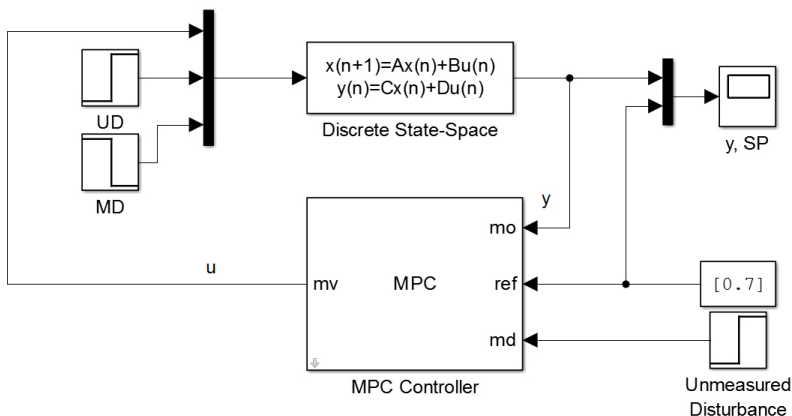 u
UD
MD
x(n+1)=Ax(n)+Bu(n)
y(n)=Cx(n)+Du(n)
Discrete State-Space
y, SP
y
mo
mv
MPC
ref
md
MPC Controller
[0.7]
Unmeasured
Disturbance